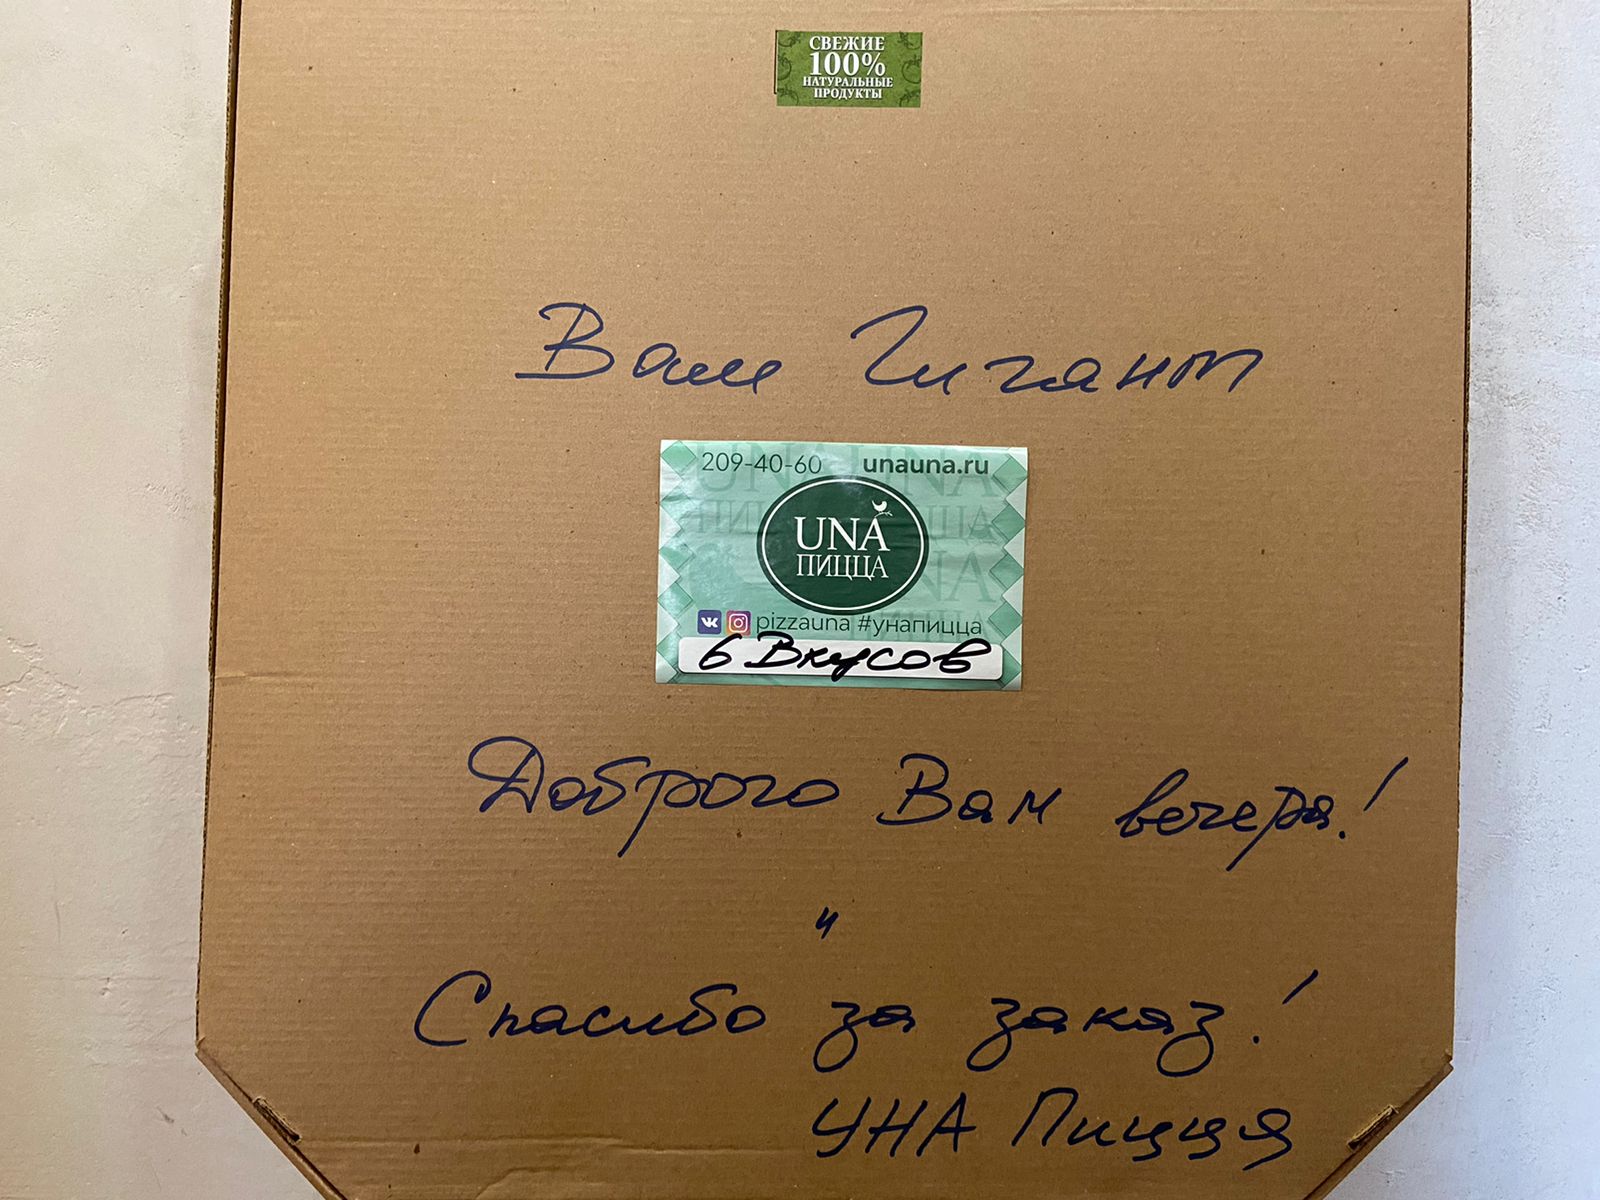 СВЕЖИЕ
100%
НАТУРАЛЬНЫЕ
ПРОДУКТЫ
Ваш Гигант
209-40-60 unauna.ru
UNA
ПИЦЦА
pizzauna #унапицца
6 Вкусов
Доброго Вам вечера!
и
Спасибо за заказ!
УНА Пицця